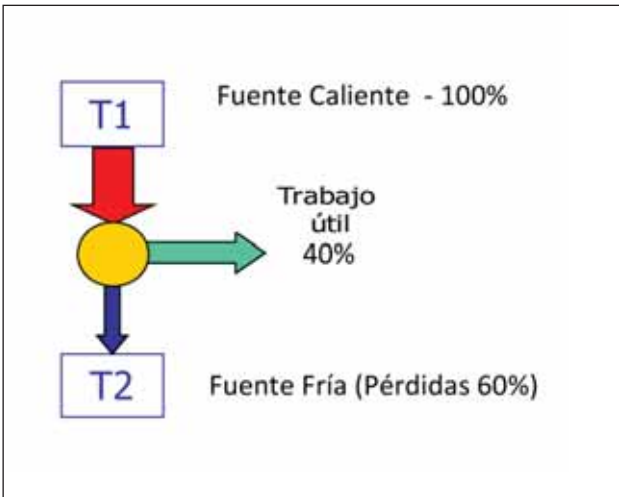 T1
Fuente Caliente - 100%
Trabajo
útil
40%
T2
Fuente Fría (Pérdidas 60%)